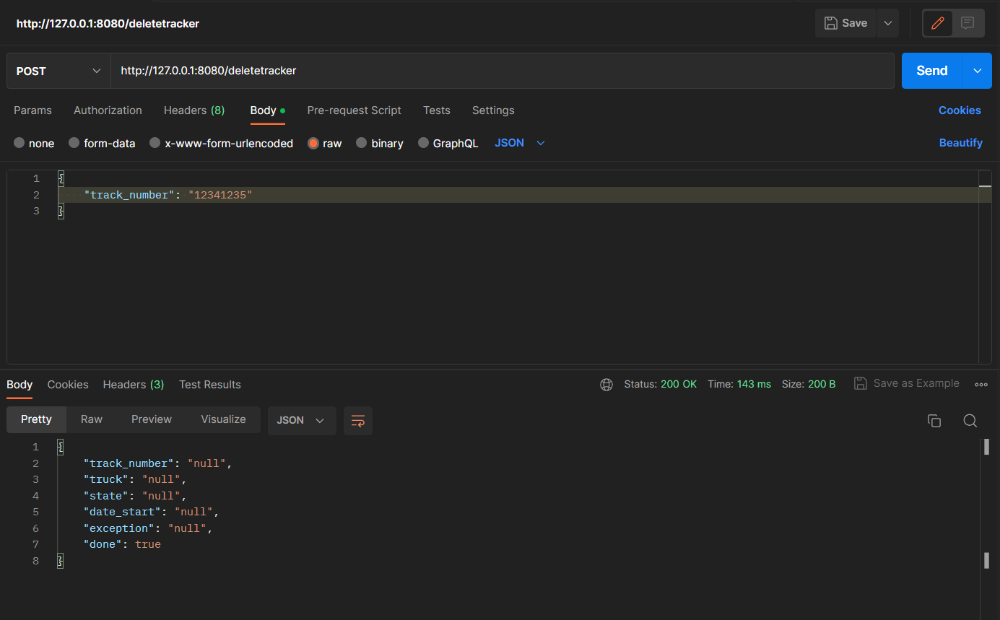 http://127.0.0.1:8080/deletetracker
Save
POST
http://127.0.0.1:8080/deletetracker
Send
Params Authorization Headers (8) Body Pre-request Script Tests Settings Cookies
none form-data x-www-form-urlencoded raw binary GraphQL JSON Beautify
1 {
2 "track_number": "12341235"
3 }
Body Cookies Headers (3) Test Results Status: 200 OK Time: 143 ms Size: 200 B Save as Example
Pretty Raw Preview Visualize JSON
1 {
2 "track_number": "null",
3 "truck": "null",
4 "state": "null",
5 "date_start": "null",
6 "exception": "null",
7 "done": true
8 }